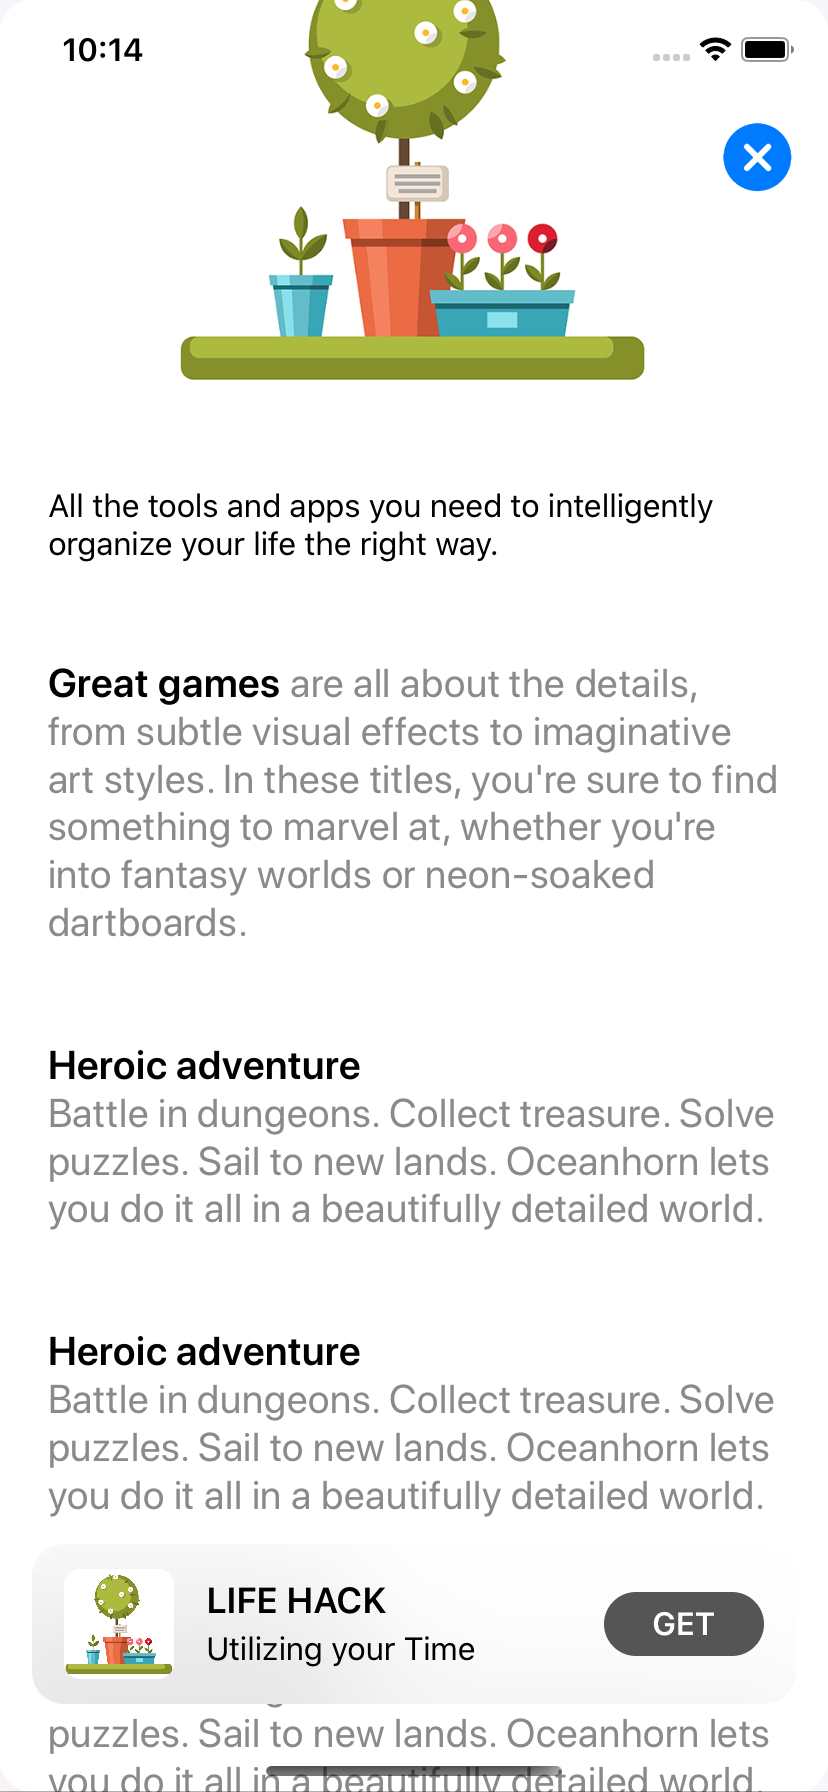 10:14
All the tools and apps you need to intelligently
organize your life the right way.
Great games are all about the details,
from subtle visual effects to imaginative
art styles. In these titles, you're sure to find
something to marvel at, whether you're
into fantasy worlds or neon-soaked
dartboards.
Heroic adventure
Battle in dungeons. Collect treasure. Solve
puzzles. Sail to new lands. Oceanhorn lets
you do it all in a beautifully detailed world.
Heroic adventure
Battle in dungeons. Collect treasure. Solve
puzzles. Sail to new lands. Oceanhorn lets
you do it all in a beautifully detailed world.
LIFE HACK
Utilizing your Time
GET
puzzles. Sail to new lands. Oceanhorn lets
you do it all in a beautifully detailed world.